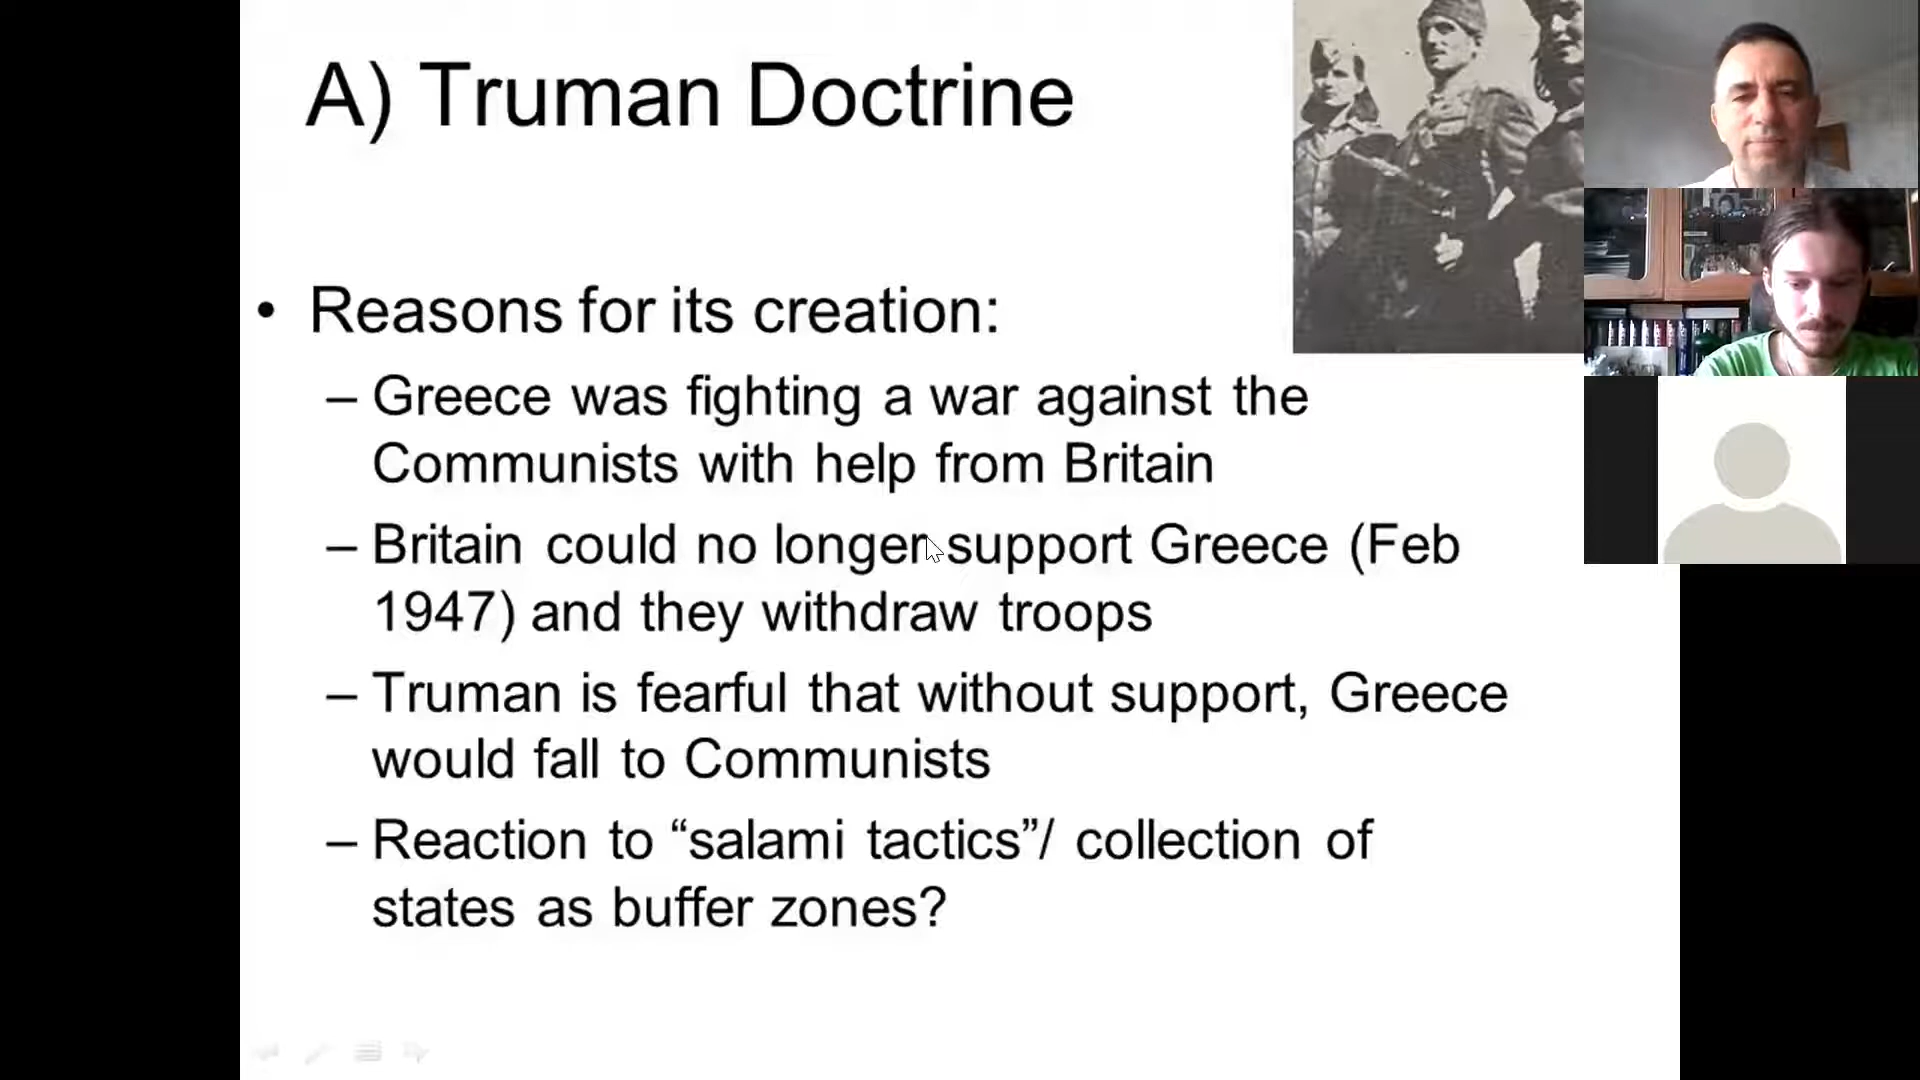 A) Truman Doctrine
• Reasons for its creation:
– Greece was fighting a war against the
Communists with help from Britain
– Britain could no longer support Greece (Feb
1947) and they withdraw troops
– Truman is fearful that without support, Greece
would fall to Communists
– Reaction to “salami tactics”/ collection of
states as buffer zones?